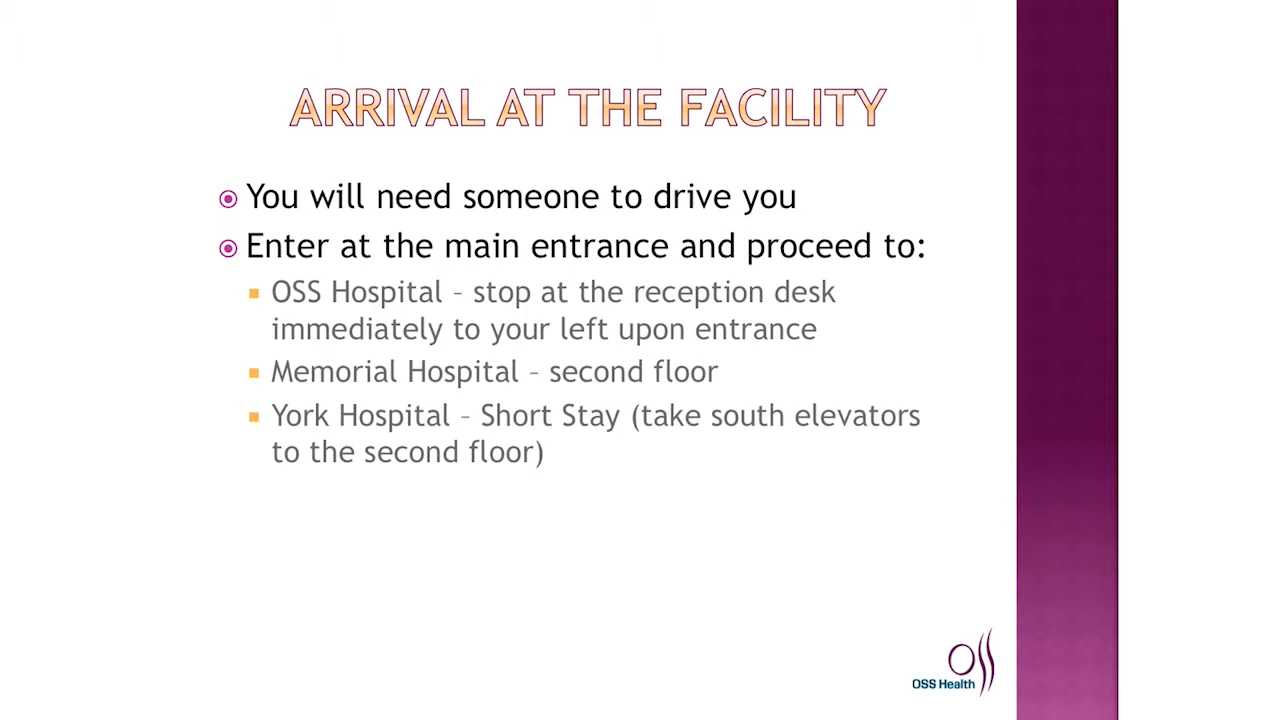 ARRIVAL AT THE FACILITY
You will need someone to drive you
Enter at the main entrance and proceed to:
OSS Hospital – stop at the reception desk
immediately to your left upon entrance
Memorial Hospital – second floor
York Hospital – Short Stay (take south elevators
to the second floor)
OSS
OSS Health